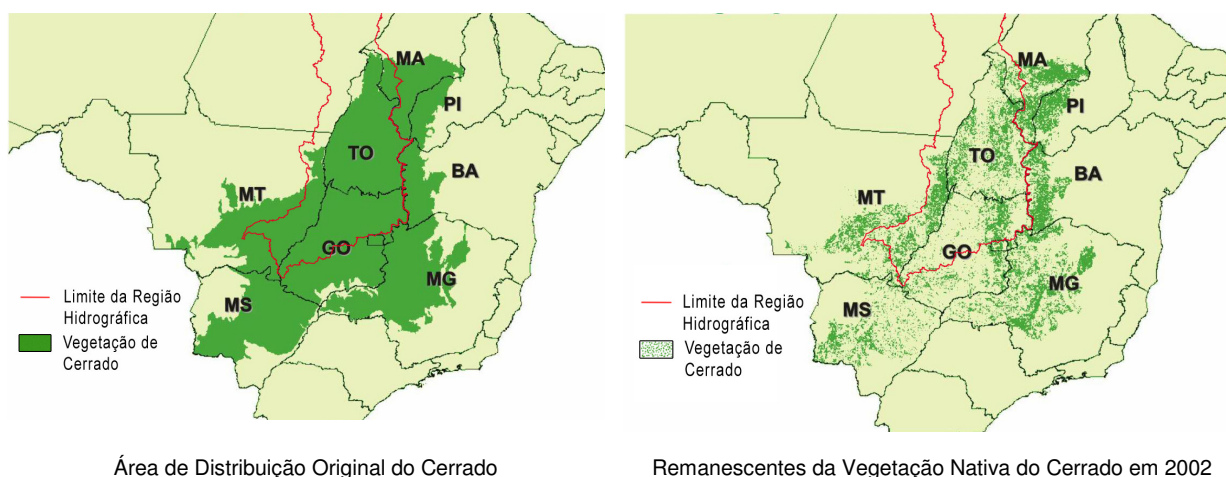 MA
PI
TO
BA
MT
GO
MG
MS
Limite da Região
Hidrográfica
Vegetação de
Cerrado
Área de Distribuição Original do Cerrado
MA
PI
TO
BA
MT
GO
MG
MS
Limite da Região
Hidrográfica
Vegetação de
Cerrado
Remanescentes da Vegetação Nativa do Cerrado em 2002